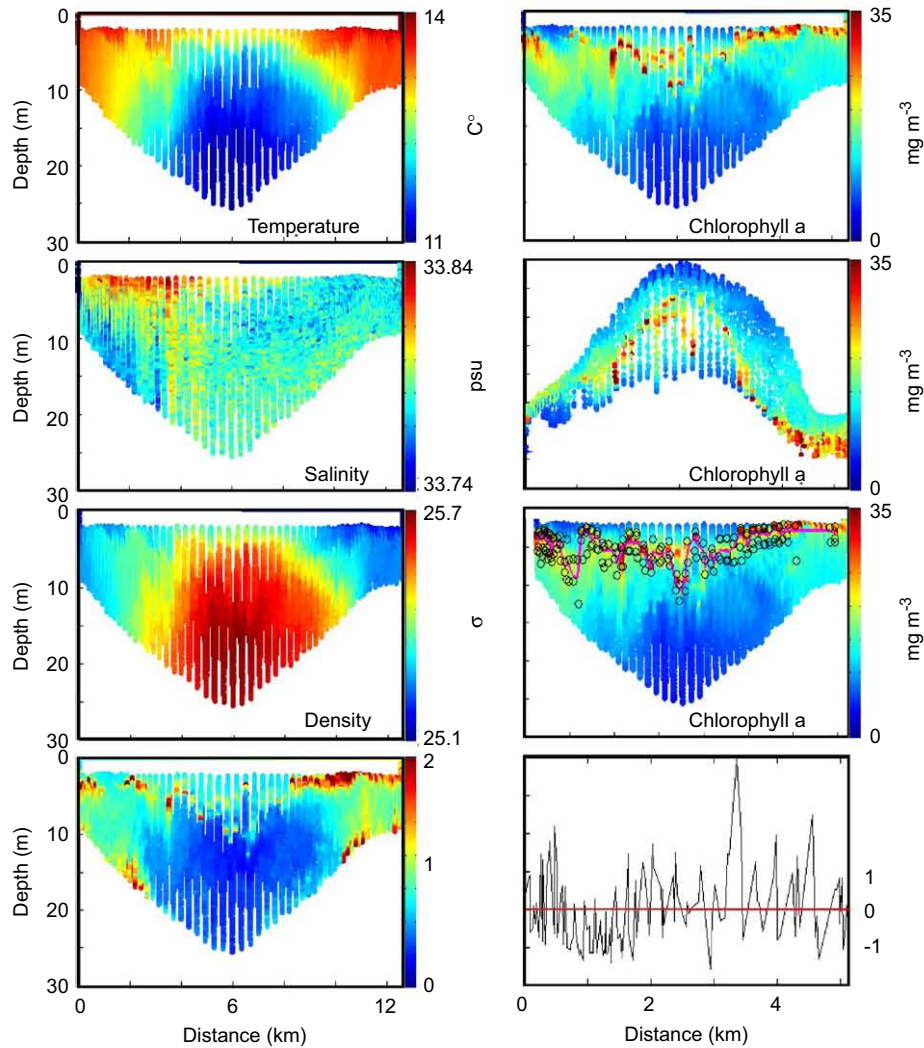 0
10
20
30
Depth (m)
Temperature
14
11
C°
35
0
mg m-3
Chlorophyll a
0
10
20
30
Depth (m)
Salinity
33.84
33.74
psu
35
0
mg m-3
Chlorophyll a
0
10
20
30
Depth (m)
Density
25.7
25.1
σ
35
0
mg m-3
Chlorophyll a
0
10
20
30
Depth (m)
2
1
0
0
6
12
Distance (km)
1
0
-1
0
2
4
Distance (km)